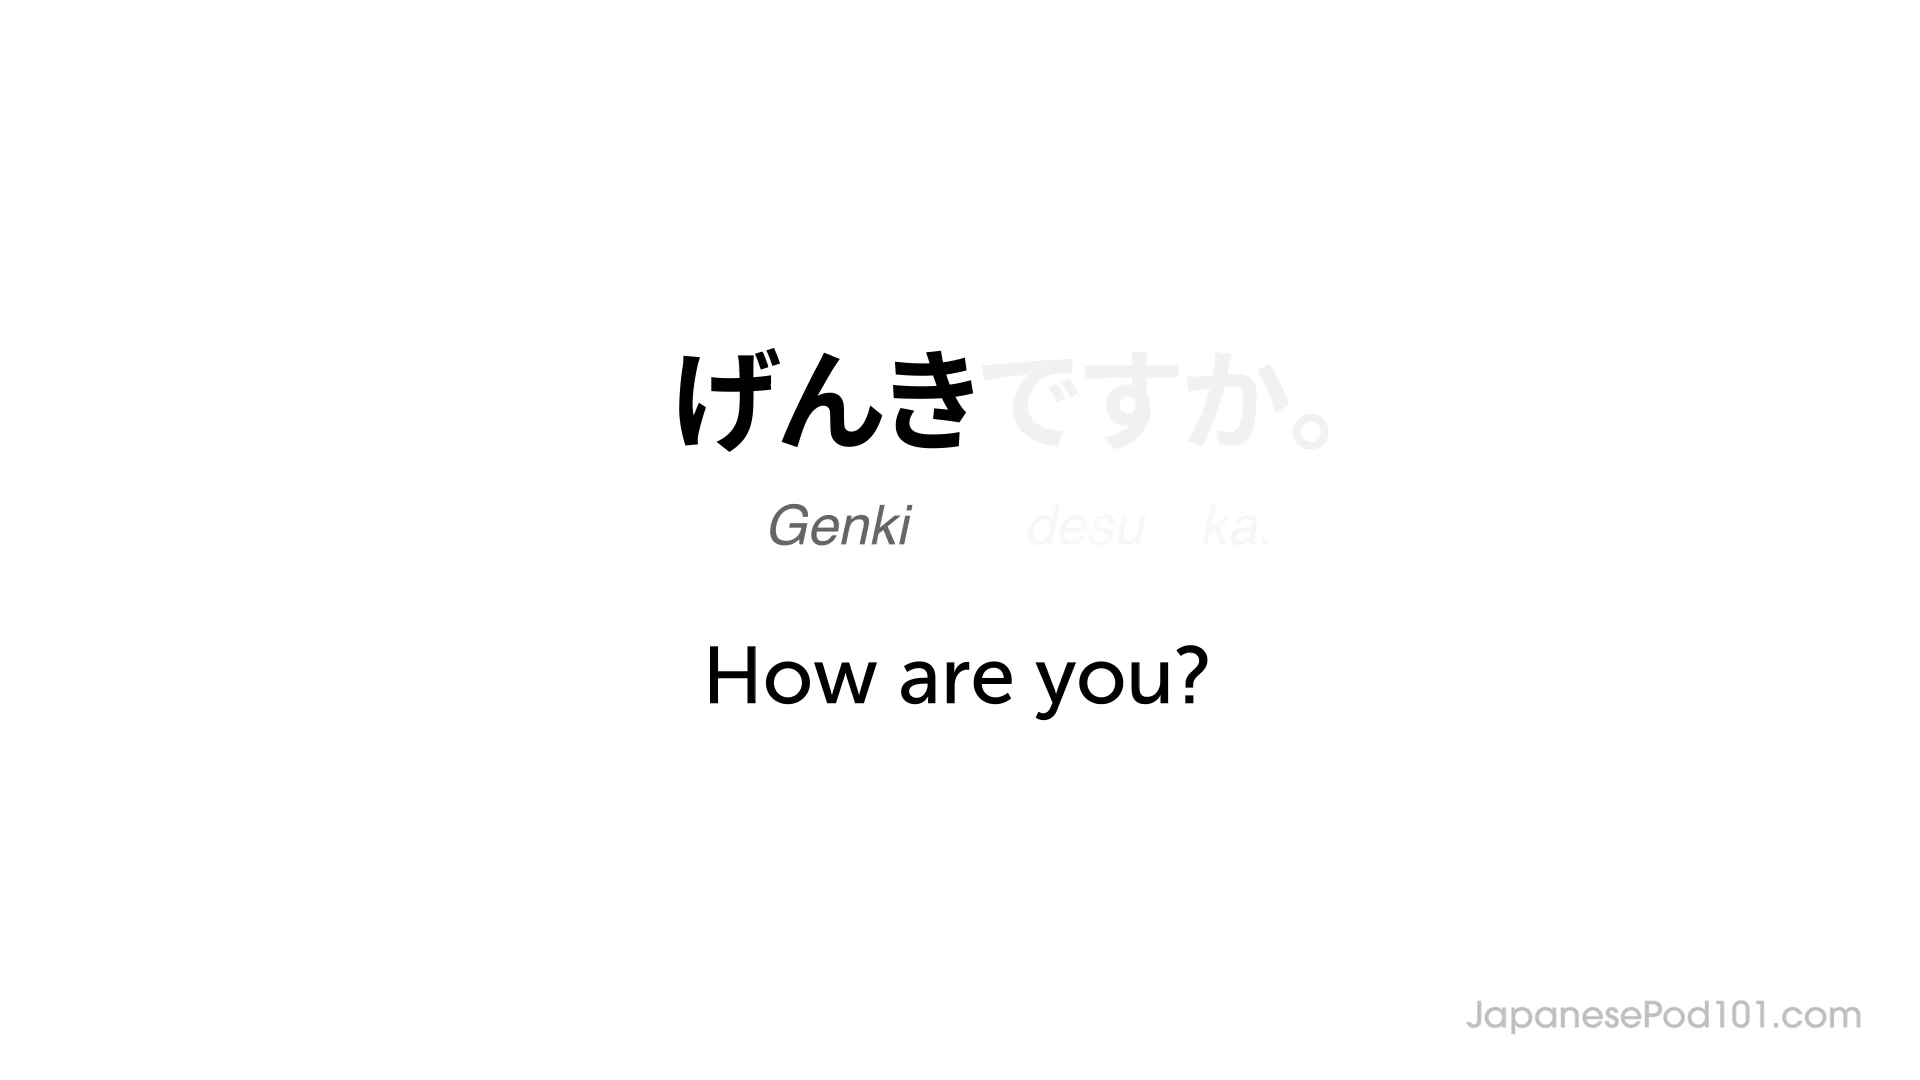 げんきですか。
Genki desu ka.
How are you?
JapanesePod101.com